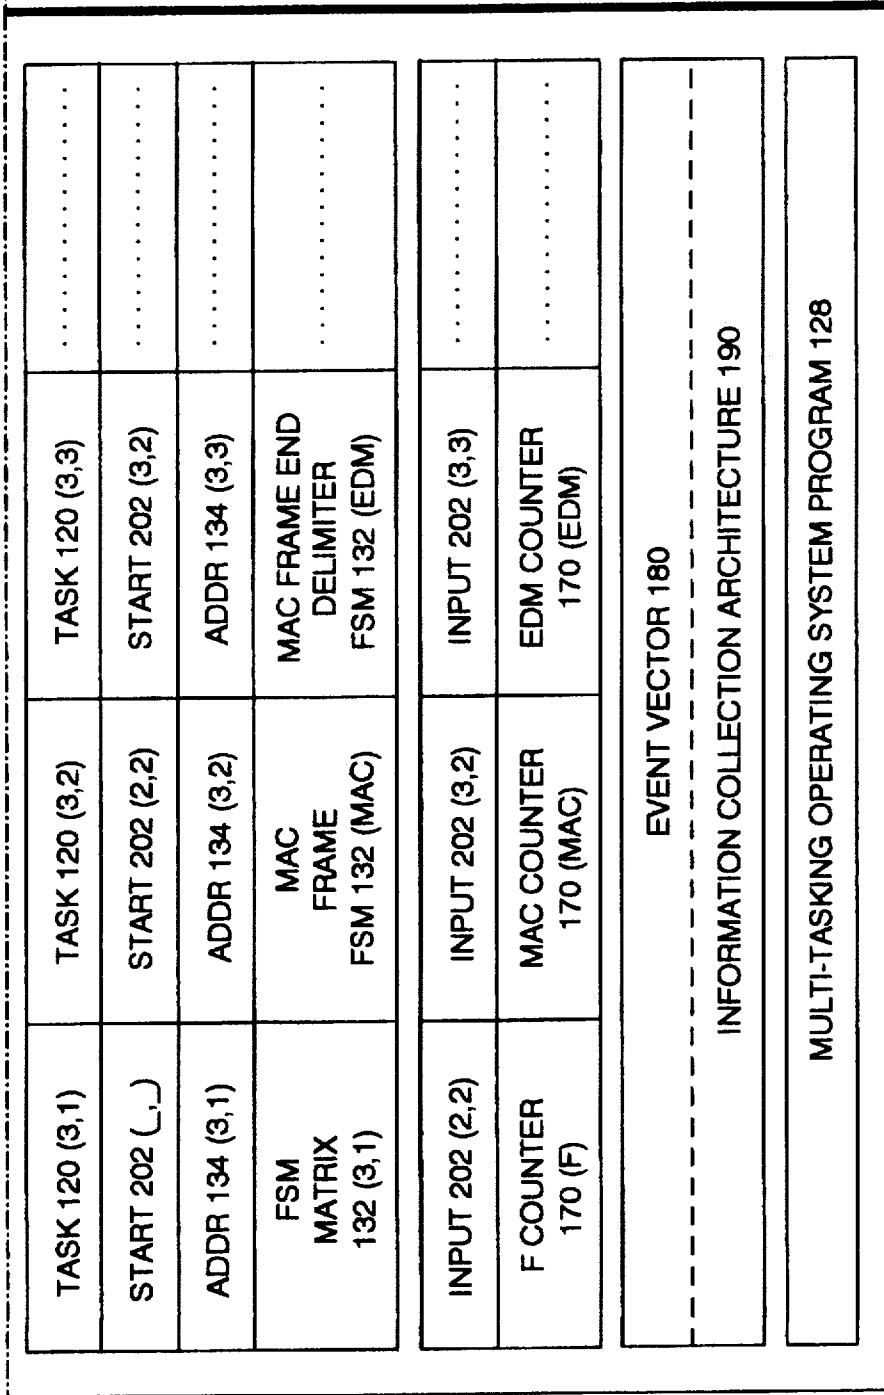 TASK 120 (3,1) TASK 120 (3,2) TASK 120 (3,3) . . . . . . . . . . . .
START 202 (_,_) START 202 (2,2) START 202 (3,2) . . . . . . . . . . . .
ADDR 134 (3,1) ADDR 134 (3,2) ADDR 134 (3,3) . . . . . . . . . . . .
FSM MAC MAC FRAME END
MATRIX FRAME DELIMITER . . . . . . . . . . . .
132 (3,1) FSM 132 (MAC) FSM 132 (EDM)
INPUT 202 (2,2) INPUT 202 (3,2) INPUT 202 (3,3) . . . . . . . . . . . .
F COUNTER MAC COUNTER EDM COUNTER . . . . . . . . . . . .
170 (F) 170 (MAC) 170 (EDM)
EVENT VECTOR 180
INFORMATION COLLECTION ARCHITECTURE 190
MULTI-TASKING OPERATING SYSTEM PROGRAM 128